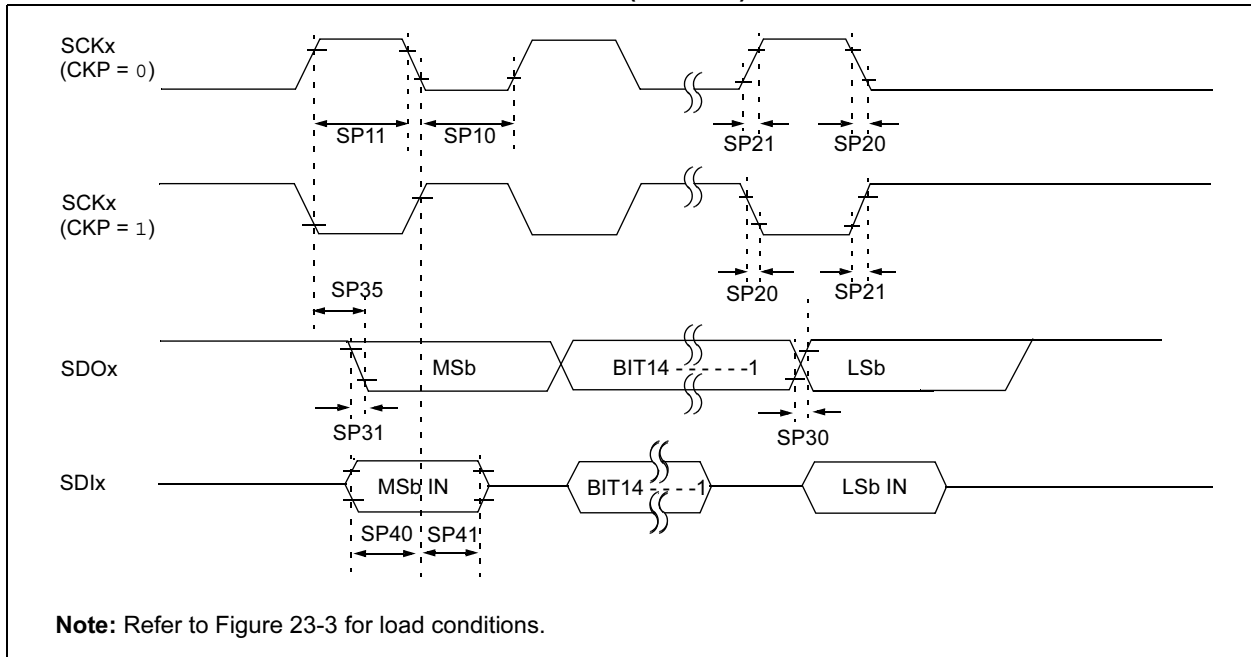 SCKx
(CKP = 0)
SP11
SP10
SP21
SP20
SCKx
(CKP = 1)
SP35
SP20
SP21
SDOx
MSb
BIT14 - - - - - -1
LSb
SP31
SP30
SDIx
MSb IN
BIT14 - - - -1
LSb IN
SP40
SP41
Note: Refer to Figure 23-3 for load conditions.